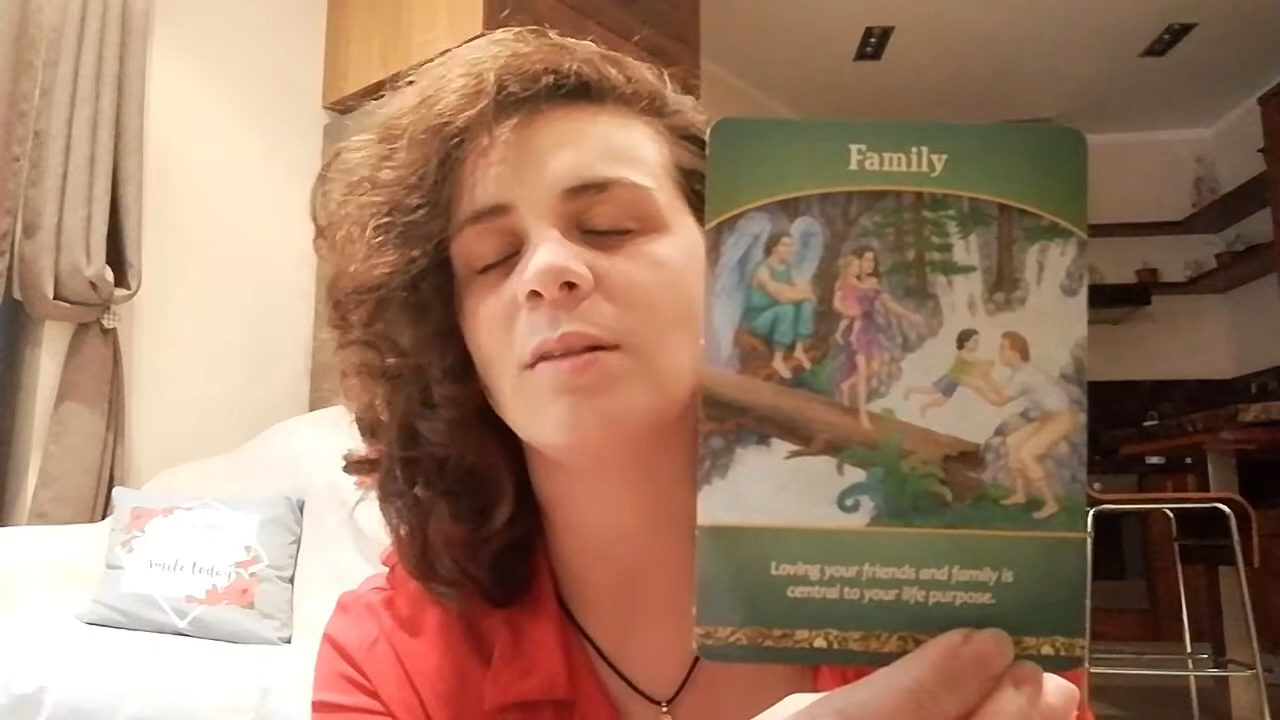 Family
Loving your friends and family is
central to your life purpose.
smile today